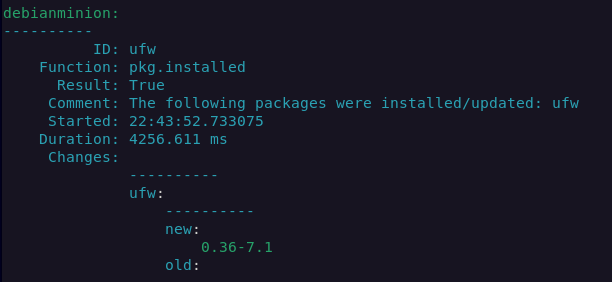 debianminion:
----------
          ID: ufw
    Function: pkg.installed
      Result: True
     Comment: The following packages were installed/updated: ufw
     Started: 22:43:52.733075
    Duration: 4256.611 ms
     Changes:
              ----------
              ufw:
                  ----------
                  new:
                      0.36-7.1
                  old: